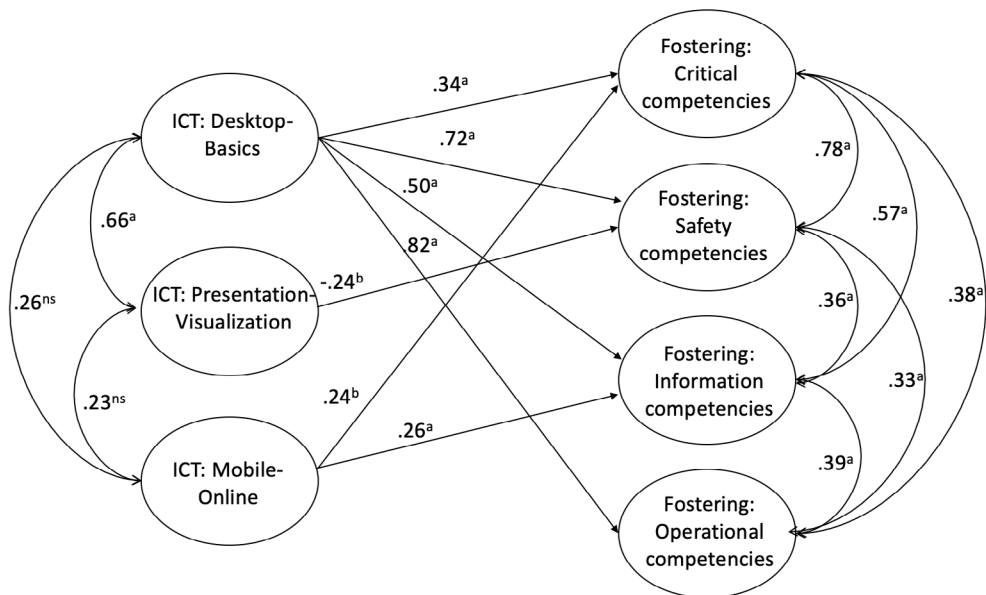 Fostering:
Critical
competencies
.34ᵃ
ICT: Desktop-
Basics
.72ᵃ
.78ᵃ
.50ᵃ
Fostering:
Safety
competencies
.66ᵃ
.57ᵃ
.82ᵃ
-.24ᵇ
ICT: Presentation-
Visualization
.26ⁿˢ
.36ᵃ
.38ᵃ
Fostering:
Information
competencies
.33ᵃ
.23ⁿˢ
.24ᵇ
.26ᵃ
.39ᵃ
ICT: Mobile-
Online
Fostering:
Operational
competencies